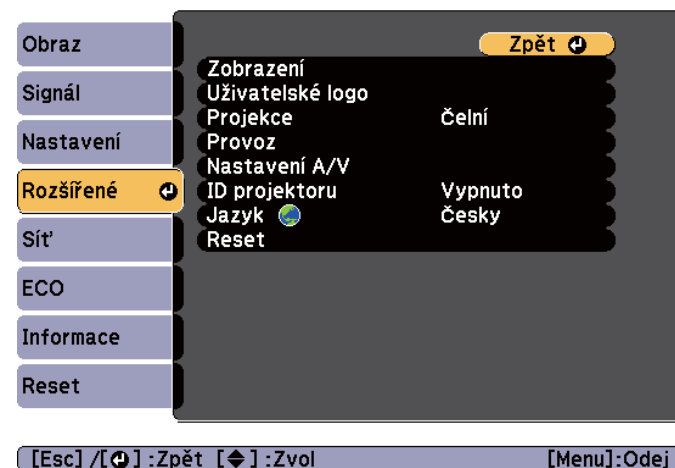 Obraz
Signál
Nastavení
Rozšířené
Síť
ECO
Informace
Reset
Zpět
Zobrazení
Uživatelské logo
Projekce Čelní
Provoz
Nastavení A/V
ID projektoru Vypnuto
Jazyk Česky
Reset
[Esc] /[ ] :Zpět [ ] :Zvol [Menu]:Odej